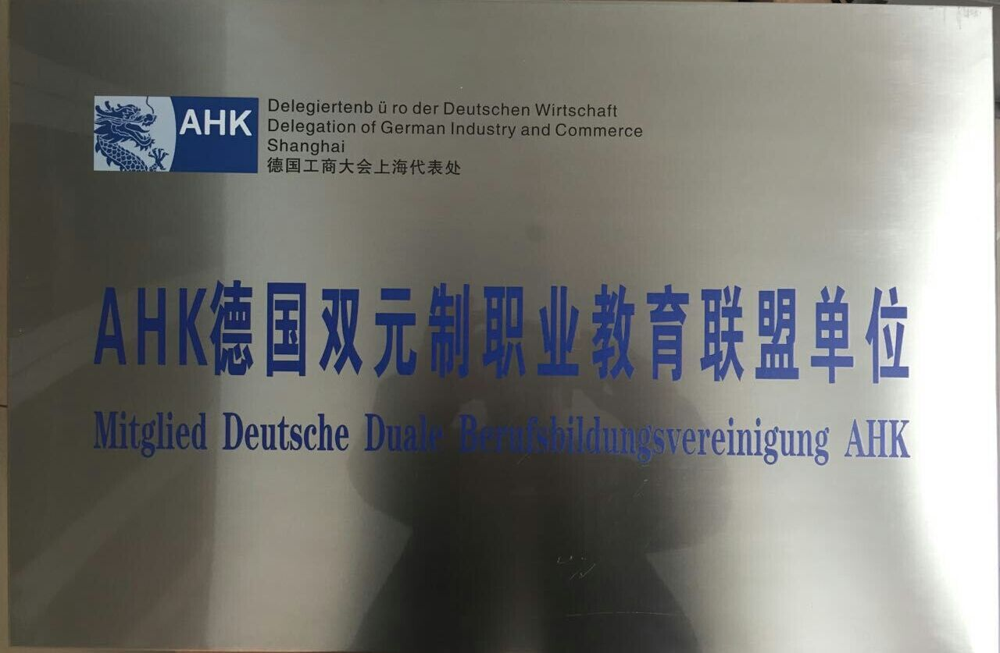 AHK
Delegiertenb ü ro der Deutschen Wirtschaft
Delegation of German Industry and Commerce
Shanghai
德国工商大会上海代表处
AHK德国双元制职业教育联盟单位
Mitglied Deutsche Duale Berufsbildungsvereinigung AHK